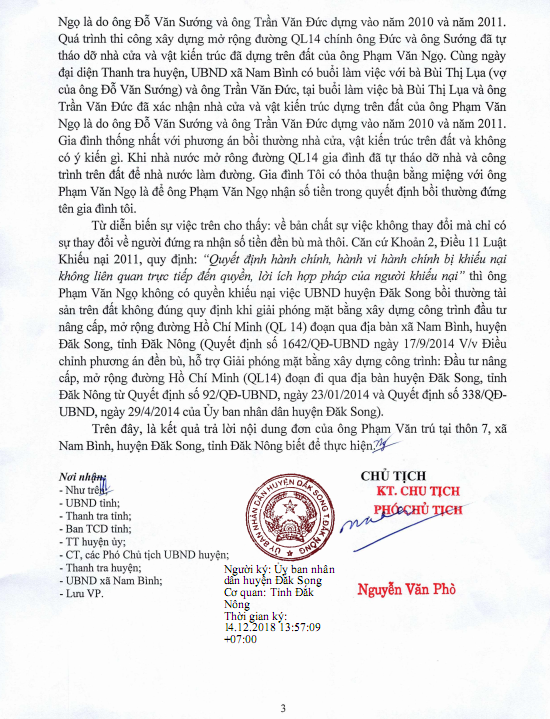 Ngọ là do ông Đỗ Văn Sướng và ông Trần Văn Đức dựng vào năm 2010 và năm 2011.
Quá trình thi công xây dựng mở rộng đường QL14 chính ông Đức và ông Sướng đã tự
tháo dỡ nhà cửa và vật kiến trúc đã dựng trên đất của ông Phạm Văn Ngọ. Cùng ngày
đại diện Thanh tra huyện, UBND xã Nam Bình có buổi làm việc với bà Bùi Thị Lụa (vợ
của ông Đỗ Văn Sướng) và ông Trần Văn Đức, tại buổi làm việc bà Bùi Thị Lụa và ông
Trần Văn Đức đã xác nhận nhà cửa và vật kiến trúc dựng trên đất của ông Phạm Văn
Ngọ là do ông Đỗ Văn Sướng và ông Trần Văn Đức dựng vào năm 2010 và năm 2011.
Gia đình thống nhất với phương án bồi thường nhà cửa, vật kiến trúc trên đất và không
có ý kiến gì. Khi nhà nước mở rông đường QL14 gia đình đã tự tháo dỡ nhà và công
trình trên đất để nhà nước làm đường. Gia đình Tôi có thỏa thuận bằng miệng với ông
Phạm Văn Ngọ là để ông Phạm Văn Ngọ nhận số tiền trong quyết định bồi thường đứng
tên gia đình tôi.
Từ diễn biến sự việc trên cho thấy: về bản chất sự việc không thay đổi mà chỉ có
sự thay đổi về người đứng ra nhận số tiền đền bù mà thôi. Căn cứ Khoản 2, Điều 11 Luật
Khiếu nại 2011, quy định: “Quyết định hành chính, hành vi hành chính bị khiếu nại
không liên quan trực tiếp đến quyền, lời ích hợp pháp của người khiếu nại” thì ông
Phạm Văn Ngọ không có quyền khiếu nại việc UBND huyện Đăk Song bồi thường tài
sản trên đất không đúng quy định khi giải phóng mặt bằng xây dựng công trình đầu tư
nâng cấp, mở rộng đường Hồ Chí Minh (QL 14) đoạn qua địa bàn xã Nam Bình, huyện
Đăk Song, tỉnh Đăk Nông (Quyết định số 1642/QĐ-UBND ngày 17/9/2014 V/v Điều
chỉnh phương án đền bù, hỗ trợ Giải phóng mặt bằng xây dựng công trình: Đầu tư nâng
cấp, mở rộng đường Hồ Chí Minh (QL14) đoạn đi qua địa bàn huyện Đăk Song, tỉnh
Đăk Nông từ Quyết định số 92/QĐ-UBND, ngày 23/01/2014 và Quyết định số 338/QĐ-
UBND, ngày 29/4/2014 của Ủy ban nhân dân huyện Đăk Song).
Trên đây, là kết quả trả lời nội dung đơn của ông Phạm Văn trú tại thôn 7, xã
Nam Bình, huyện Đăk Song, tỉnh Đăk Nông biết để thực hiện.
Nơi nhận:
- Như trên;
- UBND tỉnh;
- Thanh tra tỉnh;
- Ban TCD tỉnh;
- TT huyện ủy;
- CT, các Phó Chủ tịch UBND huyện;
- Thanh tra huyện;
- UBND xã Nam Bình;
- Lưu VP.
ỦY BAN NHÂN DÂN HUYỆN ĐĂK SONG T. ĐĂK NÔNG
Người ký: Ủy ban nhân
dân huyện Đăk Song
Cơ quan: Tỉnh Đăk
Nông
Thời gian ký:
14.12.2018 13:57:09
+07:00
CHỦ TỊCH
KT. CHỦ TỊCH
PHÓ CHỦ TỊCH
Nguyễn Văn Phò
3